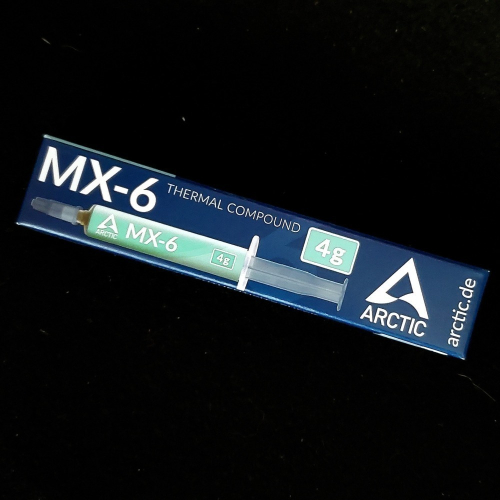 MX-6
THERMAL COMPOUND
4g
ARCTIC
MX-6
4g
ARCTIC
arctic.de